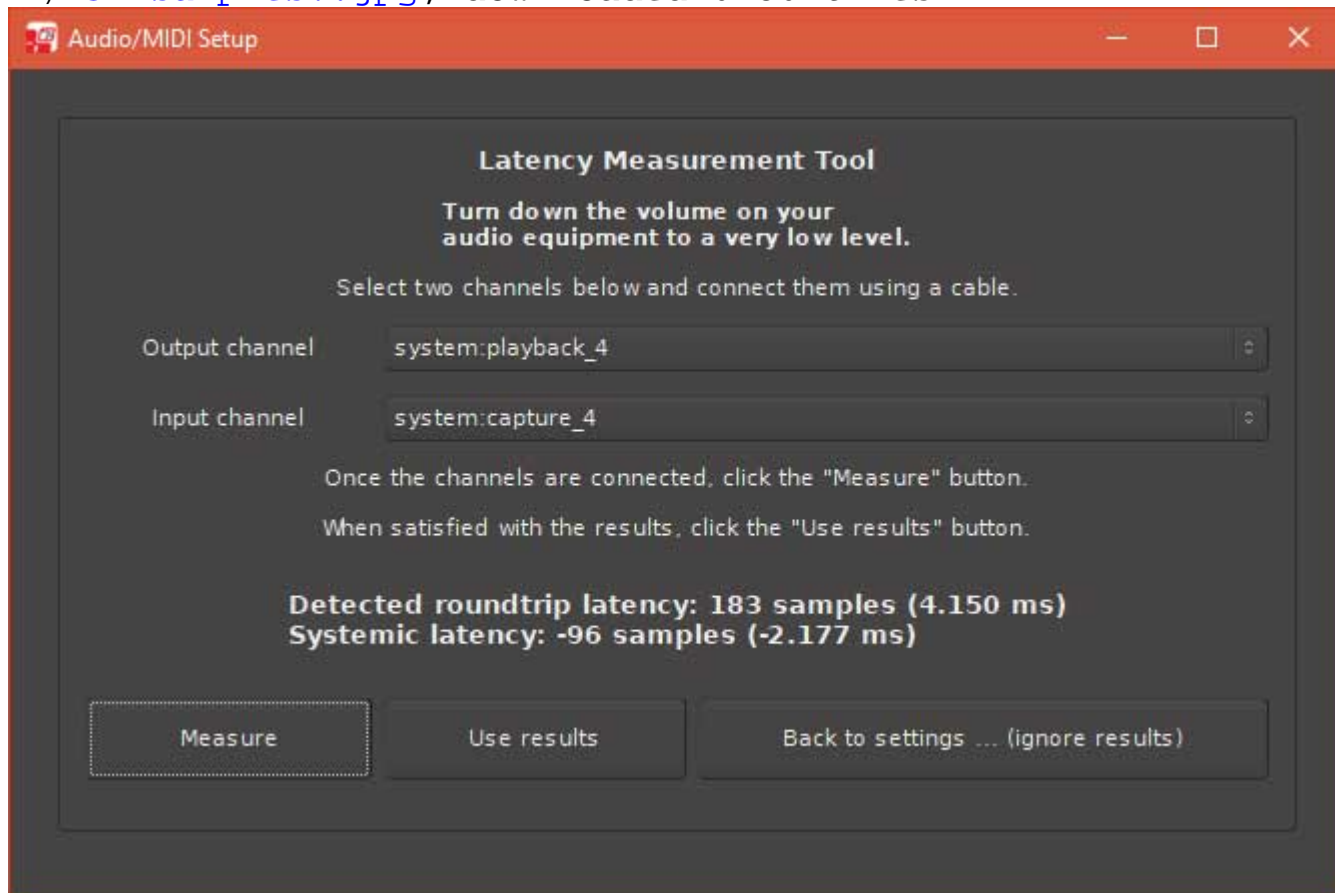 Audio/MIDI Setup
Latency Measurement Tool
Turn down the volume on your
audio equipment to a very low level.
Select two channels below and connect them using a cable.
Output channel system:playback_4
Input channel system:capture_4
Once the channels are connected, click the "Measure" button.
When satisfied with the results, click the "Use results" button.
Detected roundtrip latency: 183 samples (4.150 ms)
Systemic latency: -96 samples (-2.177 ms)
Measure Use results Back to settings ... (ignore results)